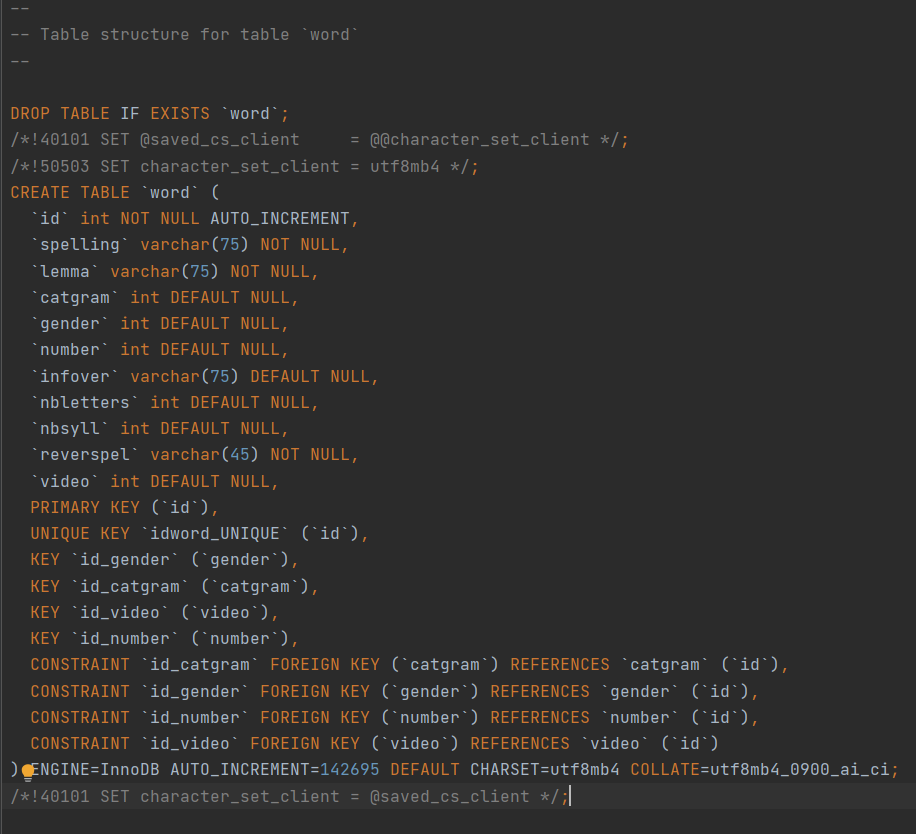 --
-- Table structure for table `word`
--
DROP TABLE IF EXISTS `word`;
/*!40101 SET @saved_cs_client     = @@character_set_client */;
/*!50503 SET character_set_client = utf8mb4 */;
CREATE TABLE `word` (
  `id` int NOT NULL AUTO_INCREMENT,
  `spelling` varchar(75) NOT NULL,
  `lemma` varchar(75) NOT NULL,
  `catgram` int DEFAULT NULL,
  `gender` int DEFAULT NULL,
  `number` int DEFAULT NULL,
  `infover` varchar(75) DEFAULT NULL,
  `nbletters` int DEFAULT NULL,
  `nbsyll` int DEFAULT NULL,
  `reverspel` varchar(45) NOT NULL,
  `video` int DEFAULT NULL,
  PRIMARY KEY (`id`),
  UNIQUE KEY `idword_UNIQUE` (`id`),
  KEY `id_gender` (`gender`),
  KEY `id_catgram` (`catgram`),
  KEY `id_video` (`video`),
  KEY `id_number` (`number`),
  CONSTRAINT `id_catgram` FOREIGN KEY (`catgram`) REFERENCES `catgram` (`id`),
  CONSTRAINT `id_gender` FOREIGN KEY (`gender`) REFERENCES `gender` (`id`),
  CONSTRAINT `id_number` FOREIGN KEY (`number`) REFERENCES `number` (`id`),
  CONSTRAINT `id_video` FOREIGN KEY (`video`) REFERENCES `video` (`id`)
) ENGINE=InnoDB AUTO_INCREMENT=142695 DEFAULT CHARSET=utf8mb4 COLLATE=utf8mb4_0900_ai_ci;
/*!40101 SET character_set_client = @saved_cs_client */;